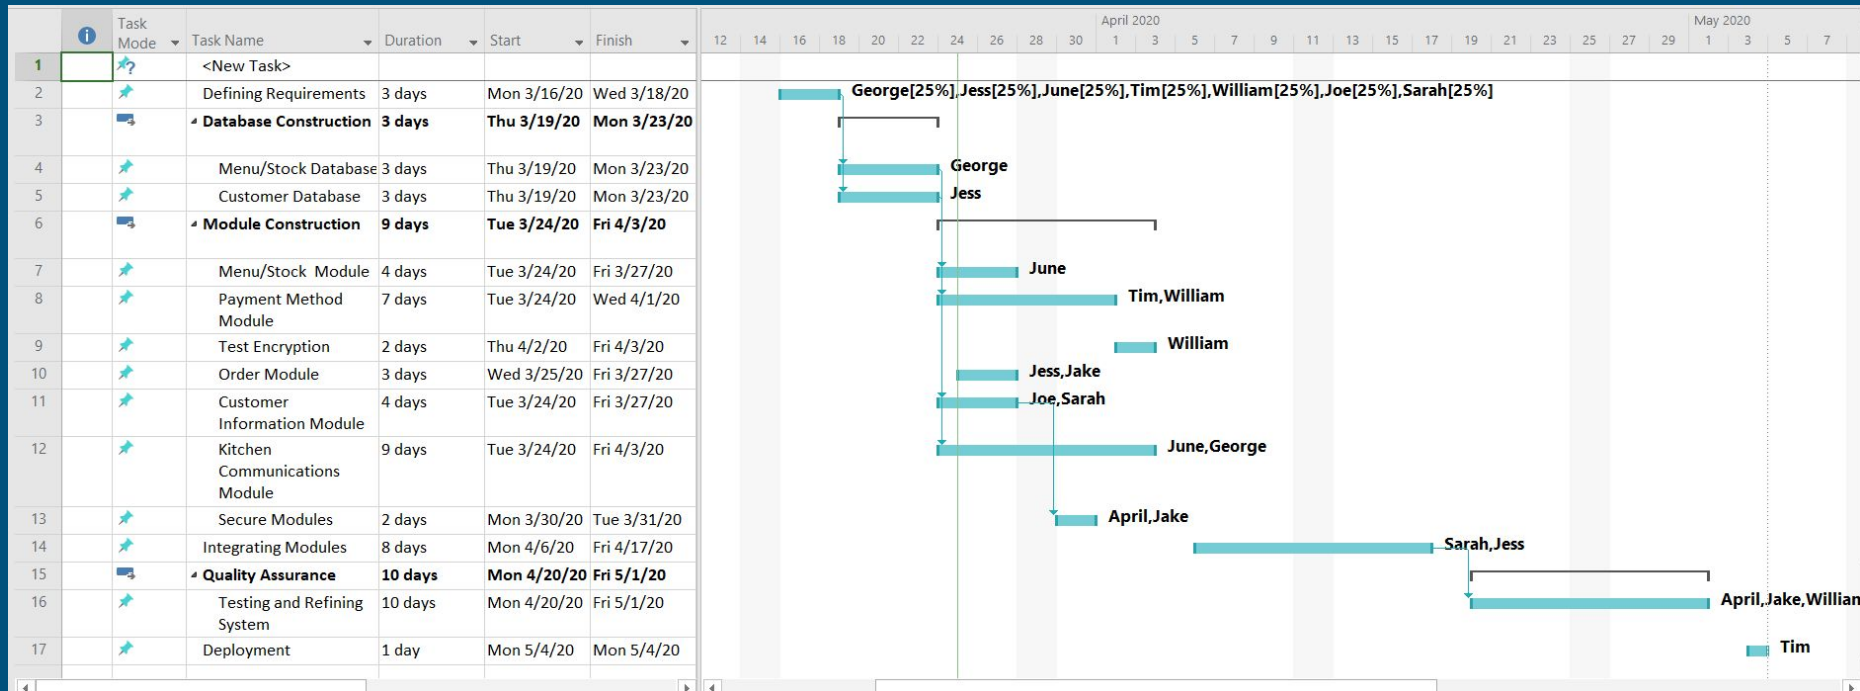 Task
Mode Task Name Duration Start Finish
April 2020 May 2020
12 14 16 18 20 22 24 26 28 30 1 3 5 7 9 11 13 15 17 19 21 23 25 27 29 1 3 5 7
1 <New Task>
2 Defining Requirements 3 days Mon 3/16/20 Wed 3/18/20 George[25%],Jess[25%],June[25%],Tim[25%],William[25%],Joe[25%],Sarah[25%]
3 Database Construction 3 days Thu 3/19/20 Mon 3/23/20
4 Menu/Stock Database 3 days Thu 3/19/20 Mon 3/23/20 George
5 Customer Database 3 days Thu 3/19/20 Mon 3/23/20 Jess
6 Module Construction 9 days Tue 3/24/20 Fri 4/3/20
7 Menu/Stock Module 4 days Tue 3/24/20 Fri 3/27/20 June
8 Payment Method 7 days Tue 3/24/20 Wed 4/1/20 Tim,William
Module
9 Test Encryption 2 days Thu 4/2/20 Fri 4/3/20 William
10 Order Module 3 days Wed 3/25/20 Fri 3/27/20 Jess,Jake
11 Customer 4 days Tue 3/24/20 Fri 3/27/20 Joe,Sarah
Information Module
12 Kitchen 9 days Tue 3/24/20 Fri 4/3/20 June,George
Communications
Module
13 Secure Modules 2 days Mon 3/30/20 Tue 3/31/20 April,Jake
14 Integrating Modules 8 days Mon 4/6/20 Fri 4/17/20 Sarah,Jess
15 Quality Assurance 10 days Mon 4/20/20 Fri 5/1/20
16 Testing and Refining 10 days Mon 4/20/20 Fri 5/1/20 April,Jake,William
System
17 Deployment 1 day Mon 5/4/20 Mon 5/4/20 Tim